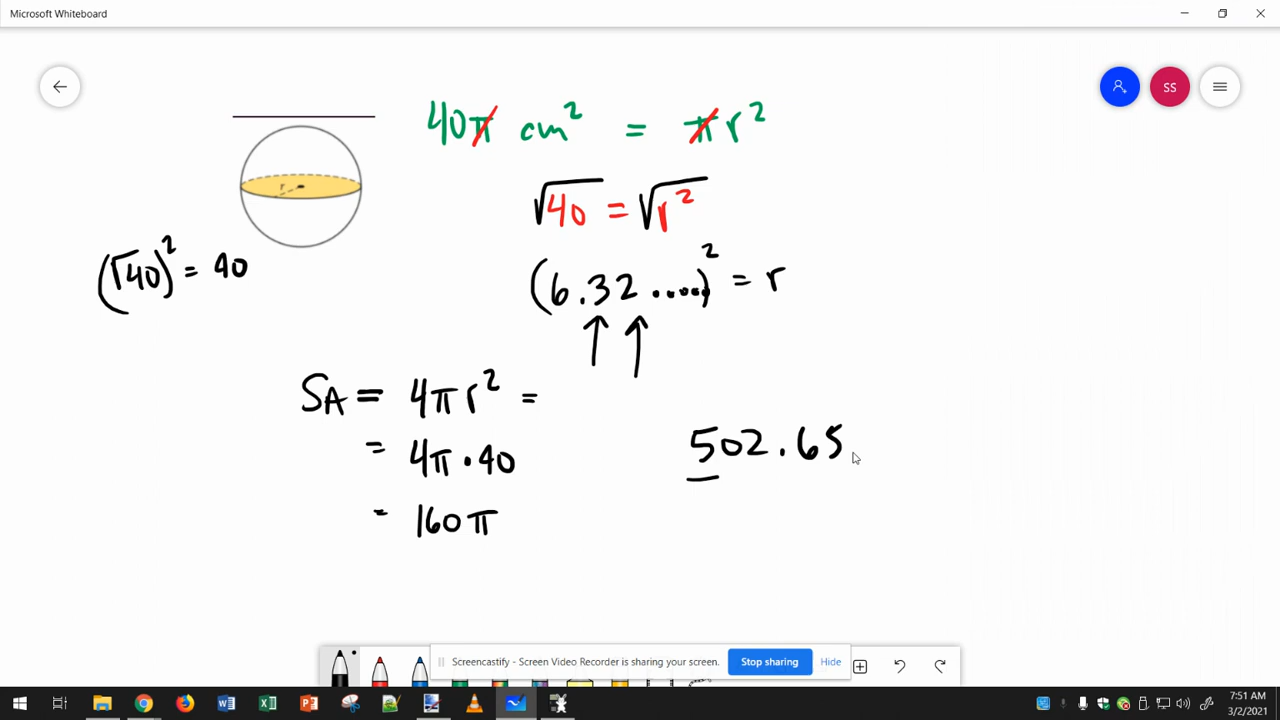 Microsoft Whiteboard
SS
40π cm² = πr²
r
√40 = √r²
(√40)² = 40
(6.32......)² = r
SA = 4πr² =
= 4π · 40
502.65
= 160π
Screencastify - Screen Video Recorder is sharing your screen.
Stop sharing
Hide
7:51 AM
3/2/2021